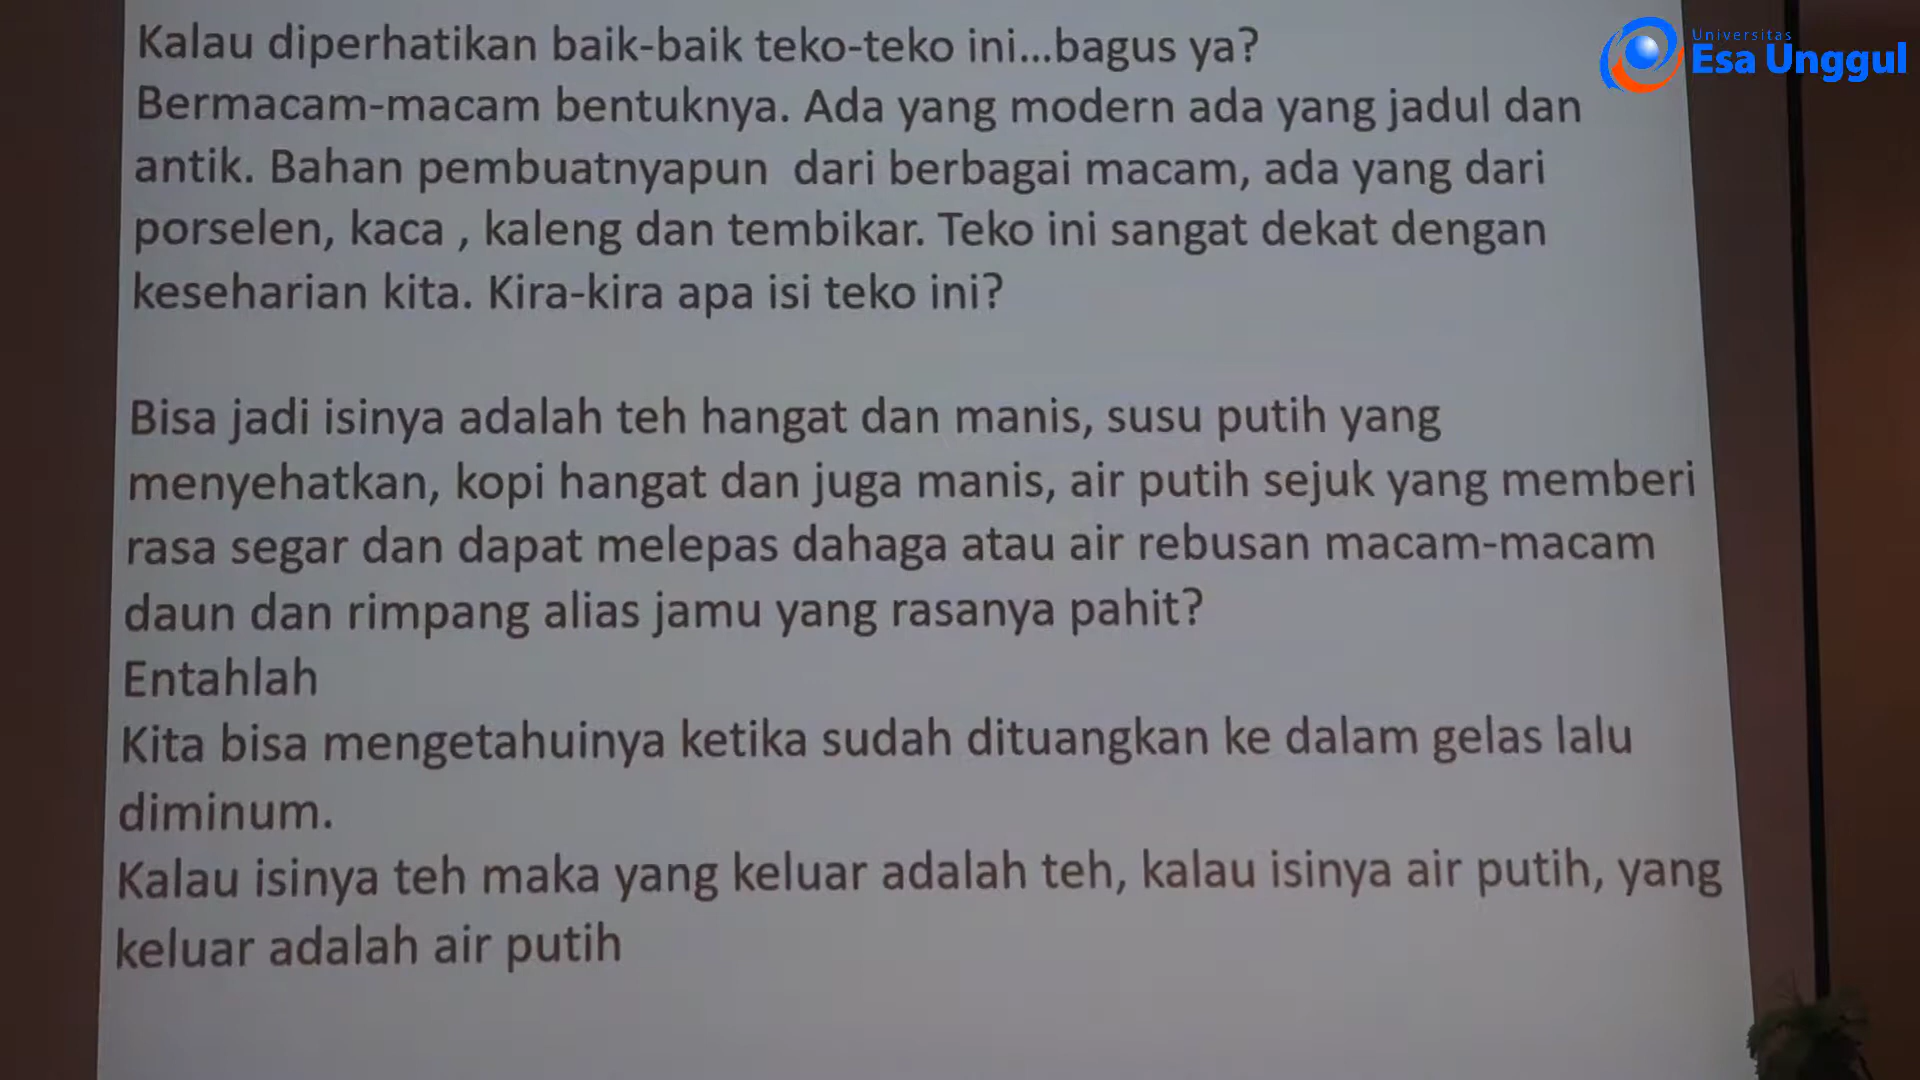 Kalau diperhatikan baik-baik teko-teko ini...bagus ya?
Bermacam-macam bentuknya. Ada yang modern ada yang jadul dan
antik. Bahan pembuatnyapun  dari berbagai macam, ada yang dari
porselen, kaca , kaleng dan tembikar. Teko ini sangat dekat dengan
keseharian kita. Kira-kira apa isi teko ini?
Bisa jadi isinya adalah teh hangat dan manis, susu putih yang
menyehatkan, kopi hangat dan juga manis, air putih sejuk yang memberi
rasa segar dan dapat melepas dahaga atau air rebusan macam-macam
daun dan rimpang alias jamu yang rasanya pahit?
Entahlah
Kita bisa mengetahuinya ketika sudah dituangkan ke dalam gelas lalu
diminum.
Kalau isinya teh maka yang keluar adalah teh, kalau isinya air putih, yang
keluar adalah air putih
Universitas
Esa Unggul